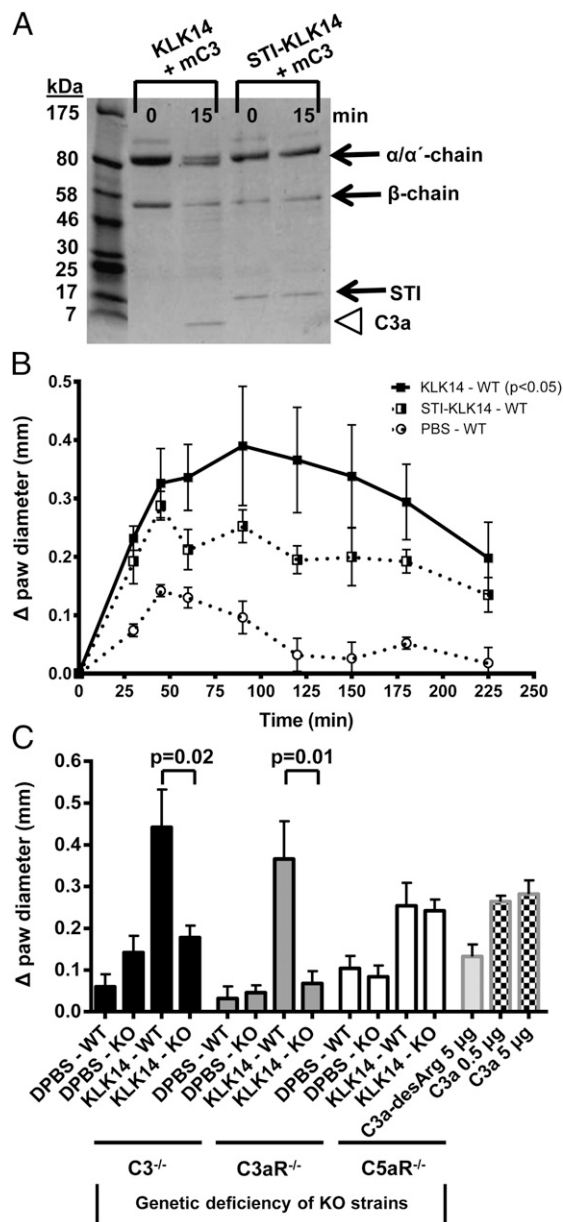 A
KLK14 + mC3
STI-KLK14 + mC3
kDa
0 15 0 15 min
175
80
58
46
30
25
17
7
α/α´-chain
β-chain
STI
C3a
B
KLK14 - WT (p<0.05)
STI-KLK14 - WT
PBS - WT
Δ paw diameter (mm)
0.5
0.4
0.3
0.2
0.1
0.0
0 25 50 75 100 125 150 175 200 225 250
Time (min)
C
p=0.02
p=0.01
Δ paw diameter (mm)
0.6
0.5
0.4
0.3
0.2
0.1
0.0
DPBS - WT
DPBS - KO
KLK14 - WT
KLK14 - KO
DPBS - WT
DPBS - KO
KLK14 - WT
KLK14 - KO
DPBS - WT
DPBS - KO
KLK14 - WT
KLK14 - KO
C3a-desArg 5 µg
C3a 0.5 µg
C3a 5 µg
C3-/- C3aR-/- C5aR-/-
Genetic deficiency of KO strains